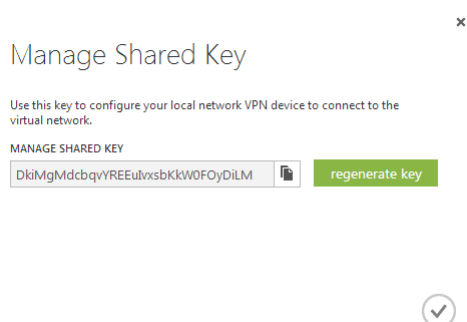 Manage Shared Key
Use this key to configure your local network VPN device to connect to the
virtual network.
MANAGE SHARED KEY
DkiMgMdcbqvYREEuIvxsbKkW0FOyDiLM
regenerate key